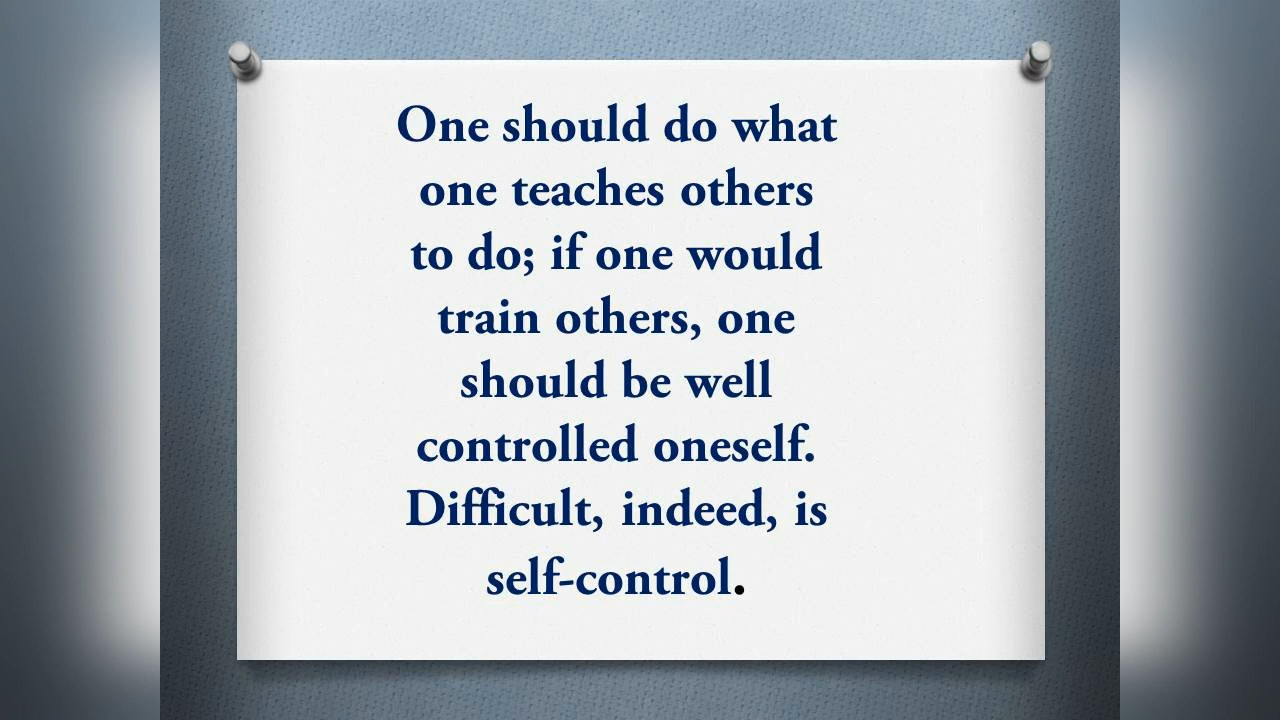 One should do what
one teaches others
to do; if one would
train others, one
should be well
controlled oneself.
Difficult, indeed, is
self-control.